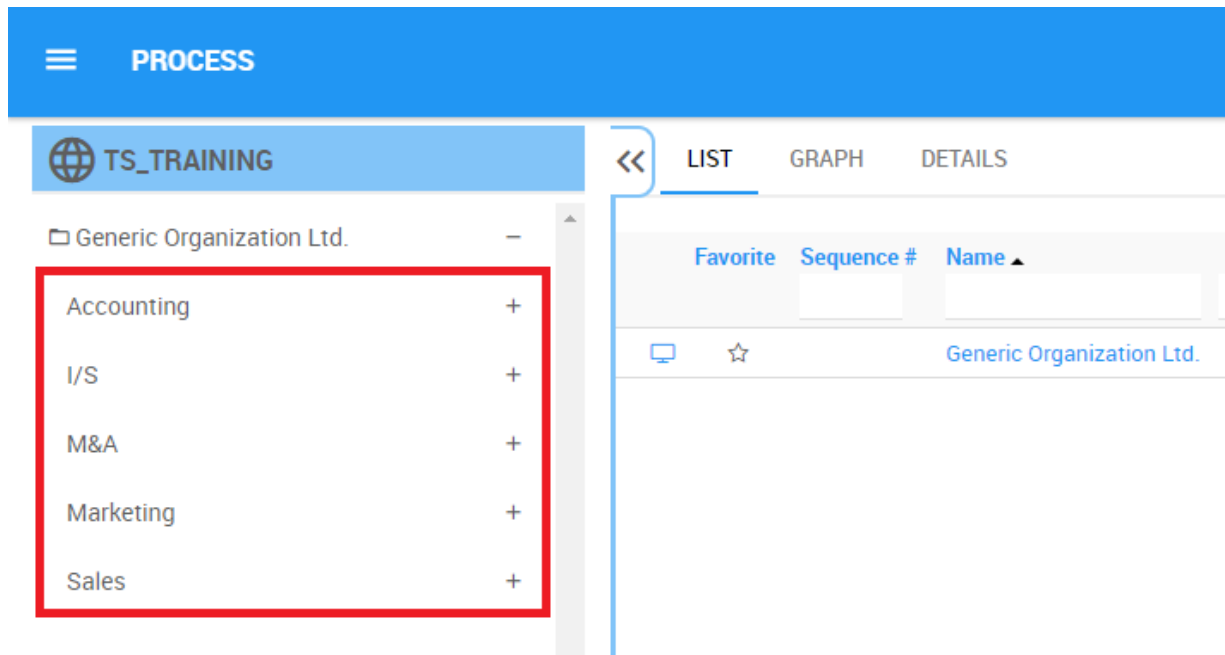 PROCESS
TS_TRAINING
Generic Organization Ltd.
Accounting
I/S
M&A
Marketing
Sales
LIST GRAPH DETAILS
Favorite Sequence # Name
Generic Organization Ltd.